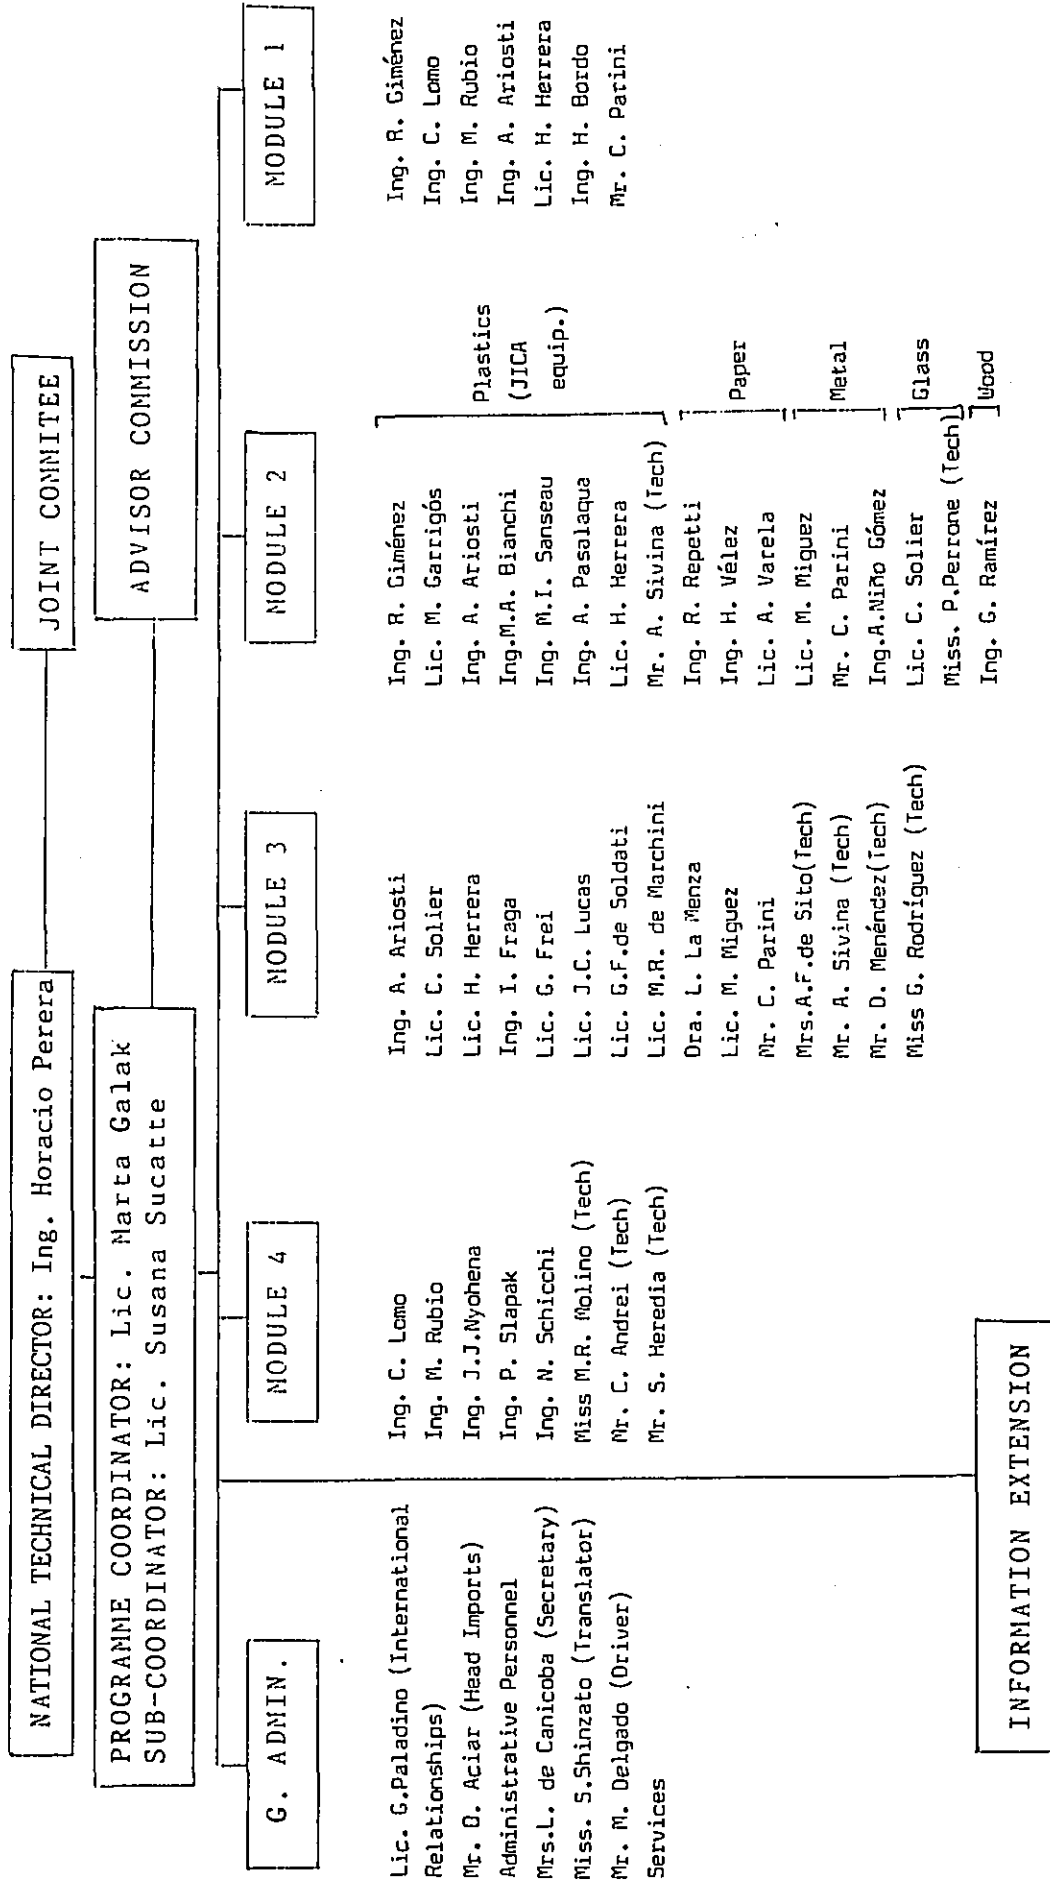 NATIONAL TECHNICAL DIRECTOR: Ing. Horacio Perera
JOINT COMMITEE
PROGRAMME COORDINATOR: Lic. Marta Galak
SUB-COORDINATOR: Lic. Susana Sucatte
ADVISOR COMMISSION
G. ADMIN.
Lic. G.Paladino (International
Relationships)
Mr. O. Aciar (Head Imports)
Administrative Personnel
Mrs.L. de Canicoba (Secretary)
Miss. S.Shinzato (Translator)
Mr. M. Delgado (Driver)
Services
MODULE 4
Ing. C. Lomo
Ing. M. Rubio
Ing. J.J.Nyohena
Ing. P. Slapak
Ing. N. Schicchi
Miss M.R. Molino (Tech)
Mr. C. Andrei (Tech)
Mr. S. Heredia (Tech)
MODULE 3
Ing. A. Ariosti
Lic. C. Solier
Lic. H. Herrera
Ing. I. Fraga
Lic. G. Frei
Lic. J.C. Lucas
Lic. G.F.de Soldati
Lic. M.R. de Marchini
Dra. L. La Menza
Lic. M. Miguez
Mr. C. Parini
Mrs.A.F.de Sito(Tech)
Mr. A. Sivina (Tech)
Mr. D. Menéndez(Tech)
Miss G. Rodríguez (Tech)
MODULE 2
Ing. R. Giménez
Lic. M. Garrigós
Ing. A. Ariosti
Ing.M.A. Bianchi
Ing. M.I. Sanseau
Ing. A. Pasalaqua
Lic. H. Herrera
Mr. A. Sivina (Tech)
Plastics
(JICA
equip.)
Ing. R. Repetti
Ing. H. Vélez
Lic. A. Varela
Paper
Lic. M. Miguez
Mr. C. Parini
Ing.A.Niño Gómez
Metal
Lic. C. Solier
Miss. P.Perrone (Tech)
Glass
Ing. G. Ramírez
Wood
MODULE 1
Ing. R. Giménez
Ing. C. Lomo
Ing. M. Rubio
Ing. A. Ariosti
Lic. H. Herrera
Ing. H. Bordo
Mr. C. Parini
INFORMATION EXTENSION